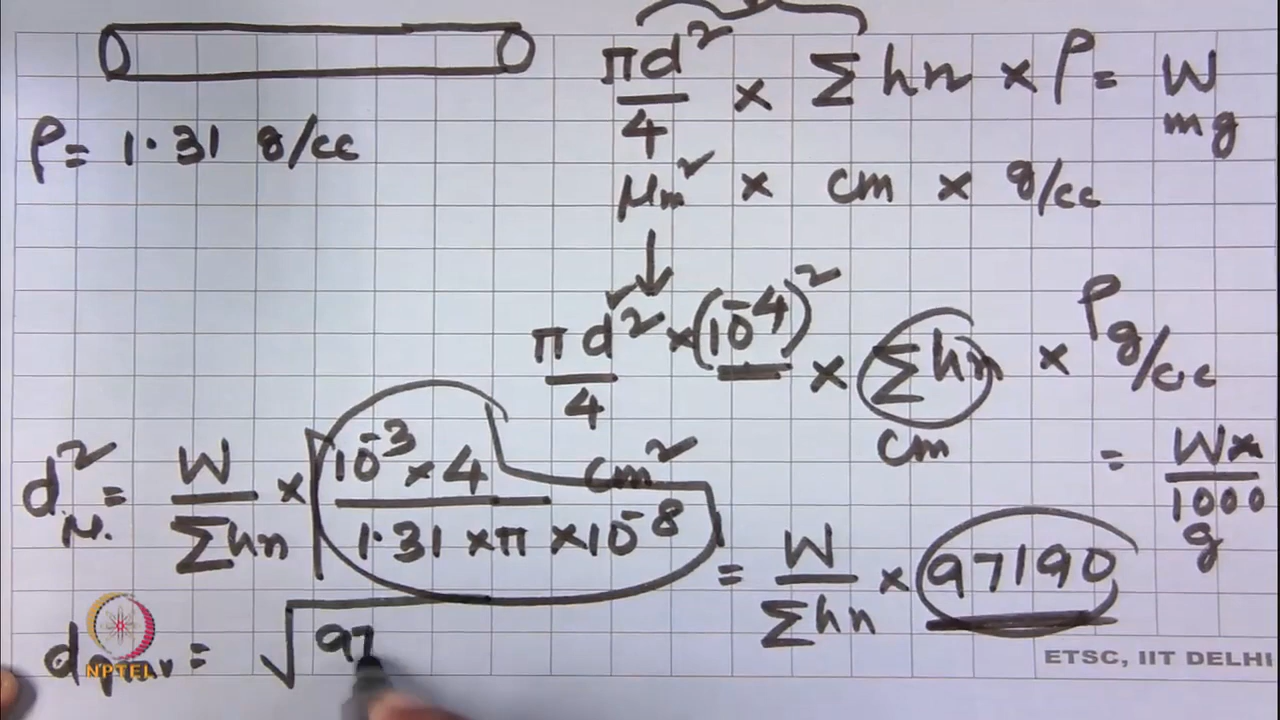 πd²/4 × Σhn × ρ = W mg
ρ = 1.31 g/cc
μm² × cm × g/cc
πd²/4 × (10⁻⁴)² × Σhn cm × ρ g/cc
= W×/1000 g
d²μ. = W/Σhn × 10⁻³×4 cm²/1.31×π×10⁻⁸ = W/Σhn × 97190
= √97
NPTEL
ETSC, IIT DELHI